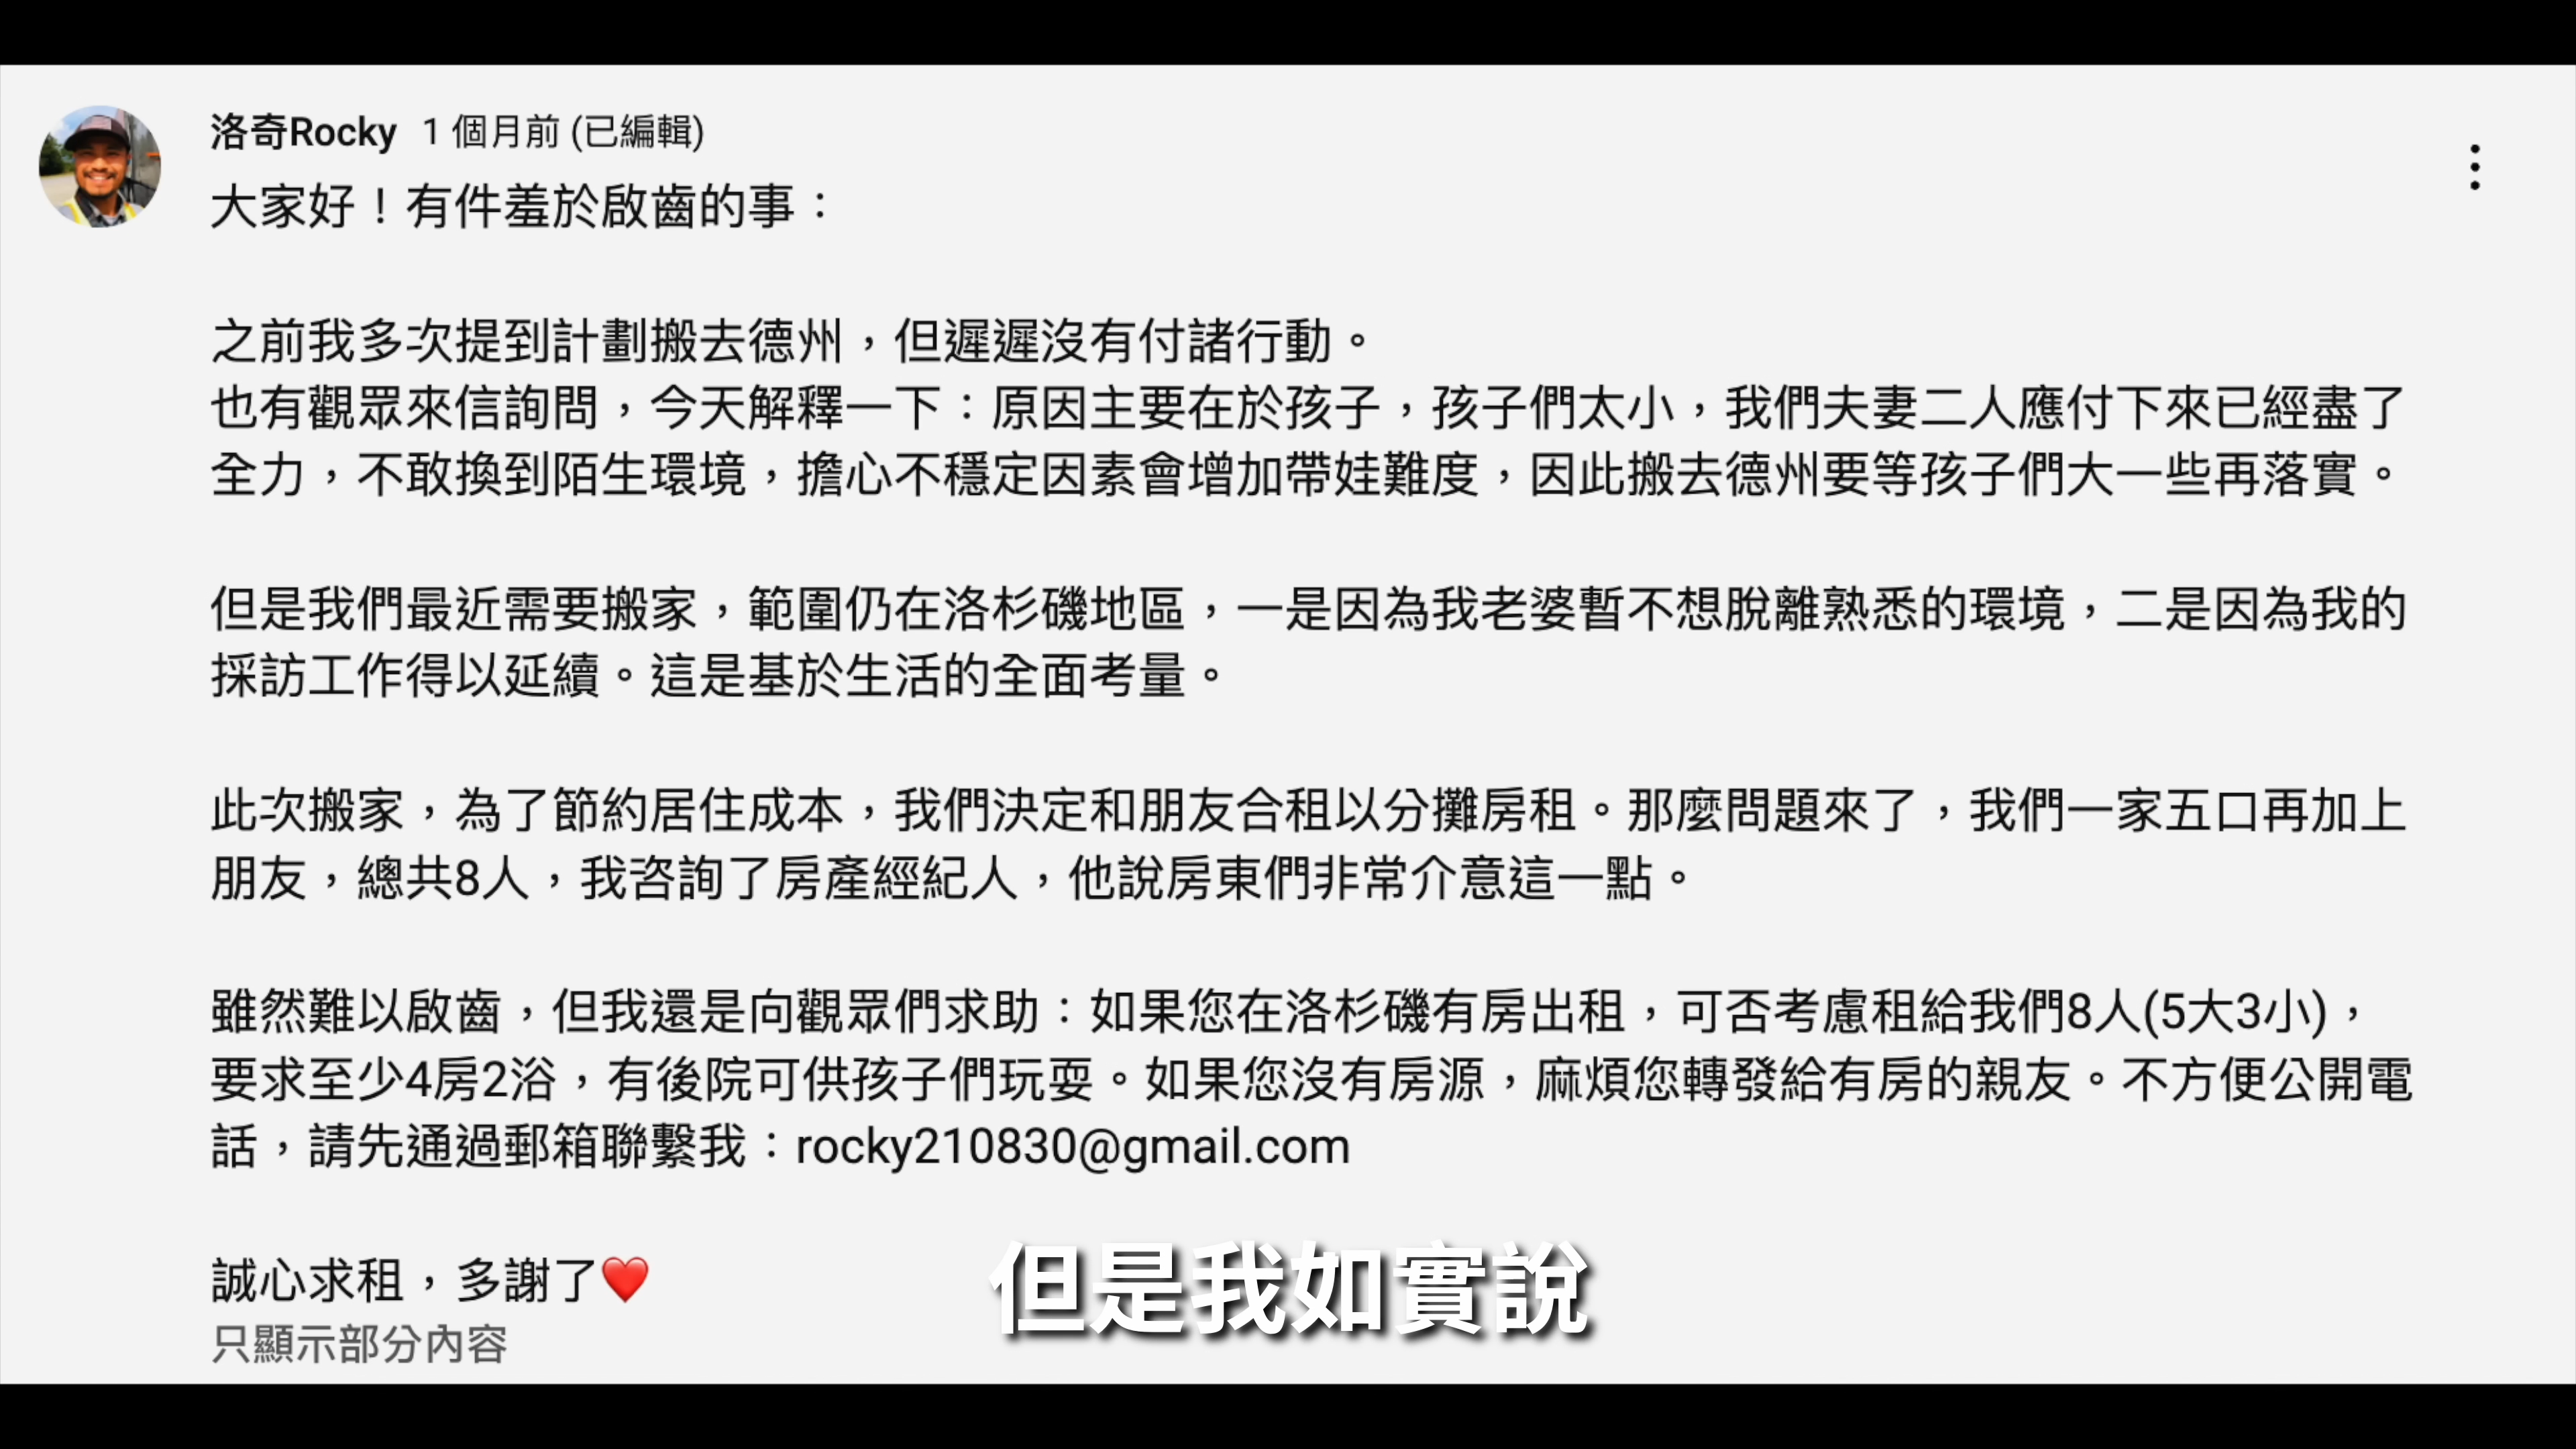 洛奇Rocky 1 個月前 (已編輯)
大家好！有件羞於啟齒的事：
之前我多次提到計劃搬去德州，但遲遲沒有付諸行動。
也有觀眾來信詢問，今天解釋一下：原因主要在於孩子，孩子們太小，我們夫妻二人應付下來已經盡了
全力，不敢換到陌生環境，擔心不穩定因素會增加帶娃難度，因此搬去德州要等孩子們大一些再落實。
但是我們最近需要搬家，範圍仍在洛杉磯地區，一是因為我老婆暫不想脫離熟悉的環境，二是因為我的
採訪工作得以延續。這是基於生活的全面考量。
此次搬家，為了節約居住成本，我們決定和朋友合租以分攤房租。那麼問題來了，我們一家五口再加上
朋友，總共8人，我咨詢了房產經紀人，他說房東們非常介意這一點。
雖然難以啟齒，但我還是向觀眾們求助：如果您在洛杉磯有房出租，可否考慮租給我們8人(5大3小)，
要求至少4房2浴，有後院可供孩子們玩耍。如果您沒有房源，麻煩您轉發給有房的親友。不方便公開電
話，請先通過郵箱聯繫我：rocky210830@gmail.com
誠心求租，多謝了❤️
但是我如實說
只顯示部分內容